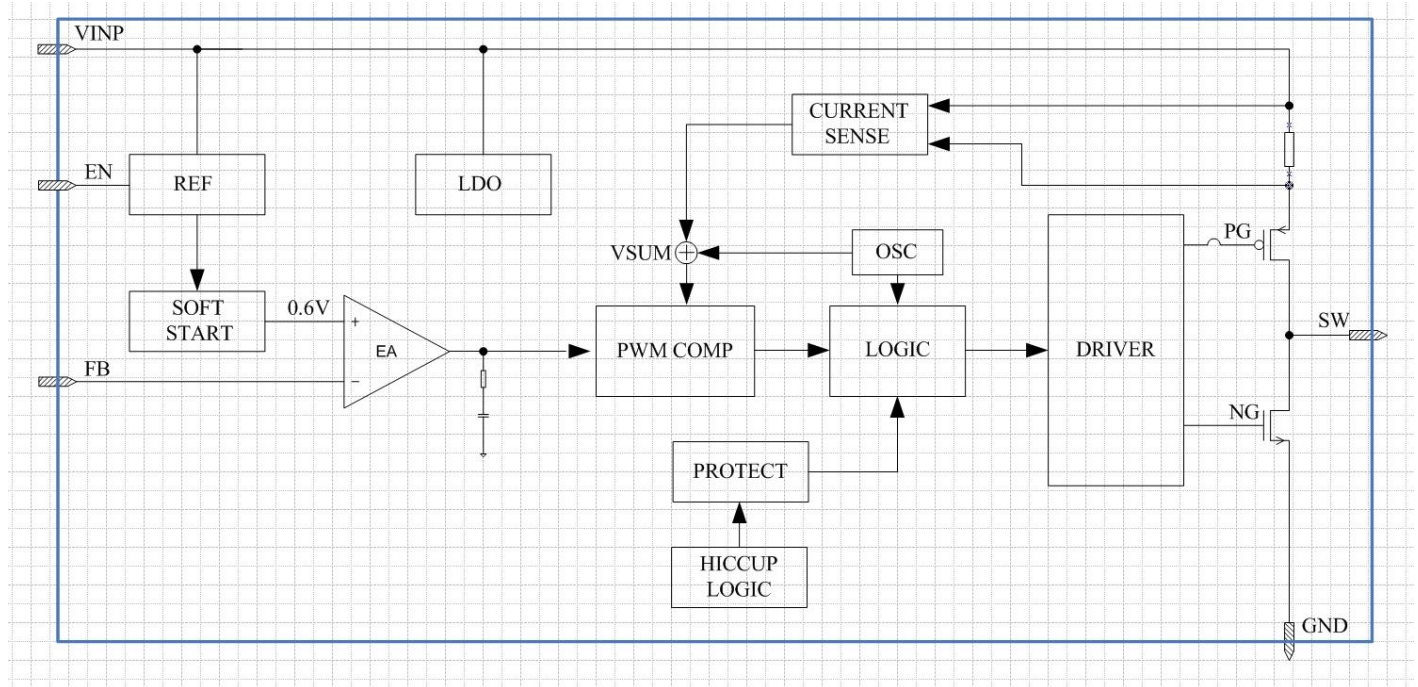 VINP
CURRENT
SENSE
EN
REF
LDO
PG
VSUM
OSC
SOFT
START
0.6V
+
EA
−
PWM COMP
LOGIC
DRIVER
SW
FB
NG
PROTECT
HICCUP
LOGIC
GND